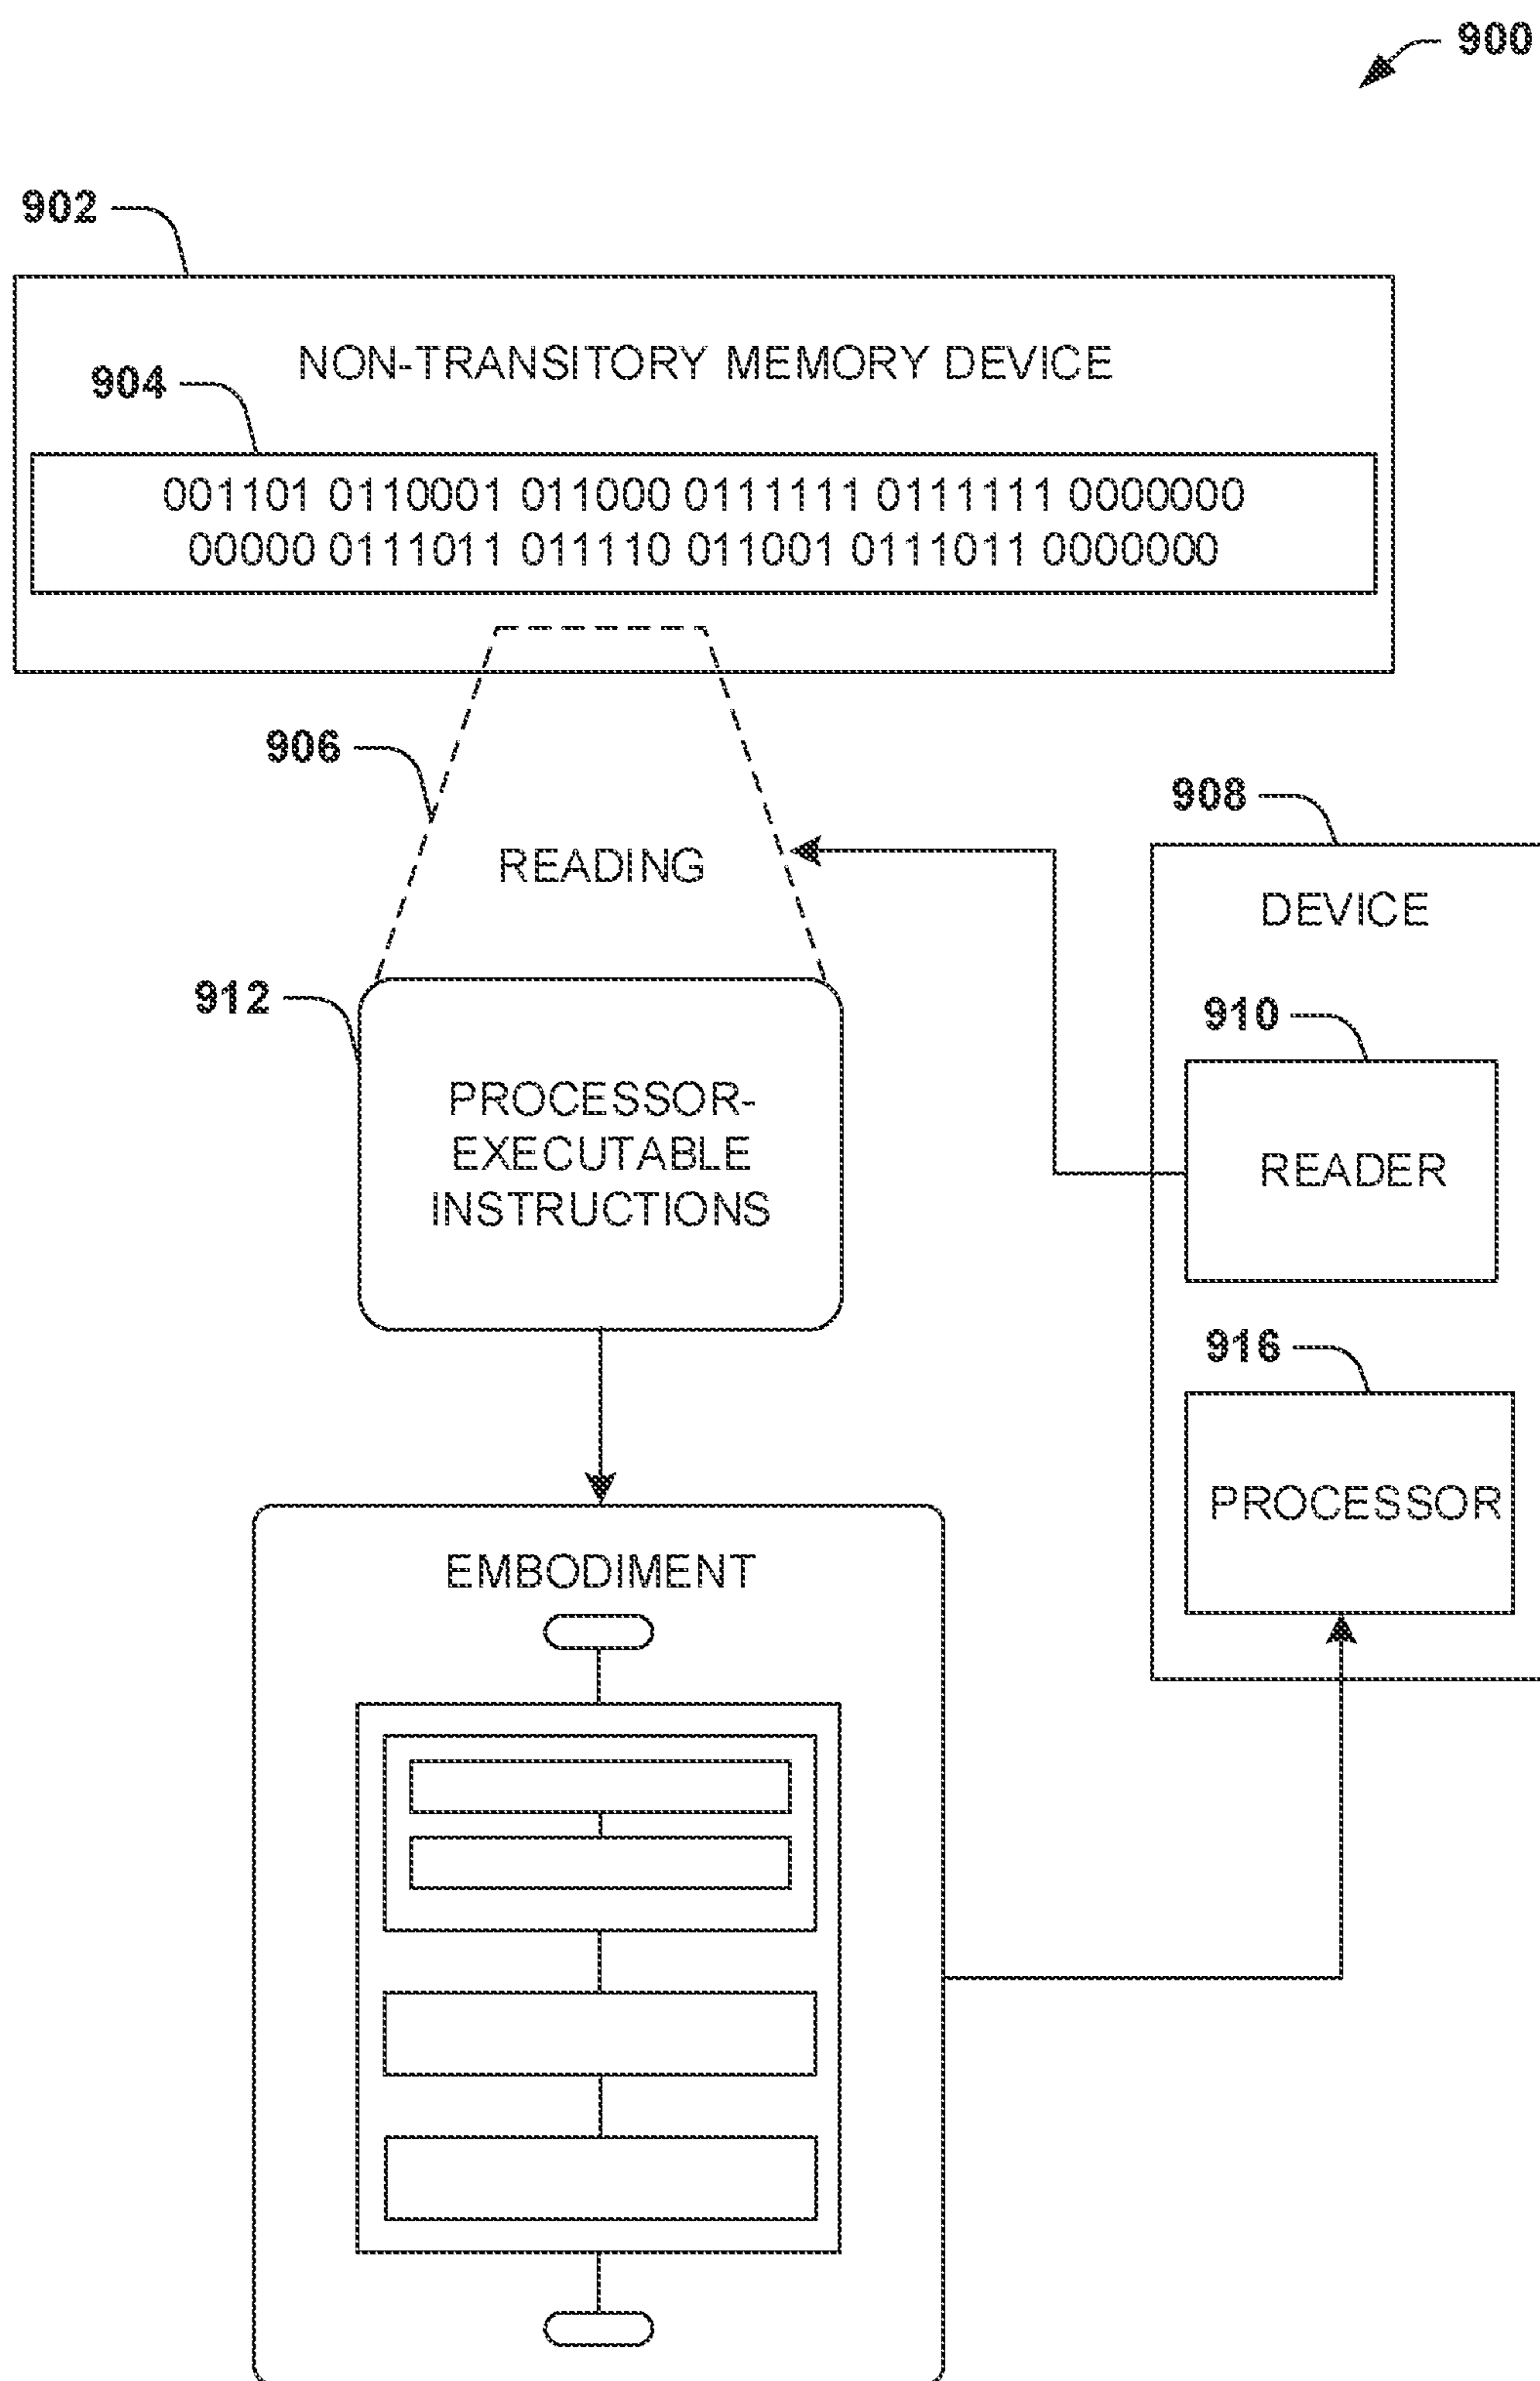 900
902
NON-TRANSITORY MEMORY DEVICE
904
001101 0110001 011000 0111111 0111111 0000000
00000 0111011 011110 011001 0111011 0000000
906
READING
908
DEVICE
910
READER
912
PROCESSOR-
EXECUTABLE
INSTRUCTIONS
916
PROCESSOR
EMBODIMENT